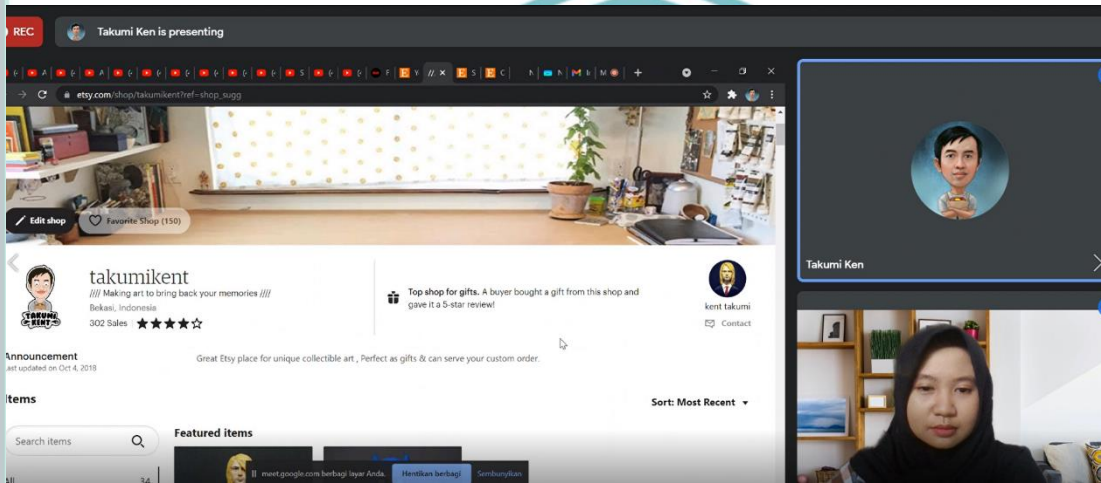 REC
Takumi Ken is presenting
etsy.com/shop/takumikent?ref=shop_sugg
Edit shop
Favorite Shop (150)
takumikent
//// Making art to bring back your memories ////
Bekasi, Indonesia
302 Sales
Top shop for gifts. A buyer bought a gift from this shop and
gave it a 5-star review!
kent takumi
Contact
TAKUMI
KENT
Announcement
Last updated on Oct 4, 2018
Great Etsy place for unique collectible art , Perfect as gifts & can serve your custom order.
Items
Sort: Most Recent
Search items
Featured items
All
34
meet.google.com berbagi layar Anda.
Hentikan berbagi
Sembunyikan
Takumi Ken